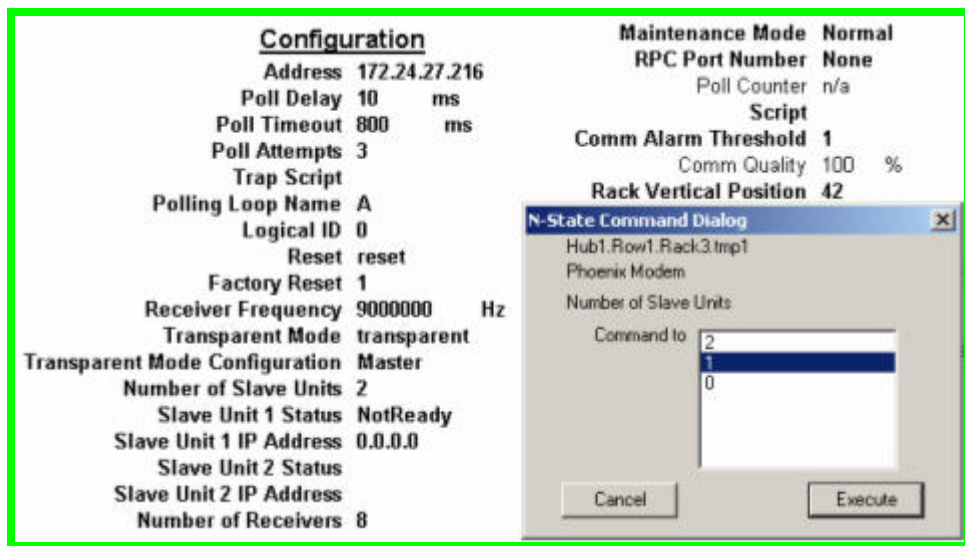 Configuration
Address 172.24.27.216
Poll Delay 10 ms
Poll Timeout 800 ms
Poll Attempts 3
Trap Script
Polling Loop Name A
Logical ID 0
Reset reset
Factory Reset 1
Receiver Frequency 9000000 Hz
Transparent Mode transparent
Transparent Mode Configuration Master
Number of Slave Units 2
Slave Unit 1 Status NotReady
Slave Unit 1 IP Address 0.0.0.0
Slave Unit 2 Status
Slave Unit 2 IP Address
Number of Receivers 8
Maintenance Mode Normal
RPC Port Number None
Poll Counter n/a
Script
Comm Alarm Threshold 1
Comm Quality 100 %
Rack Vertical Position 42
N-State Command Dialog
Hub1.Row1.Rack3.tmp1
Phoenix Modem
Number of Slave Units
Command to
2
1
0
Cancel Execute